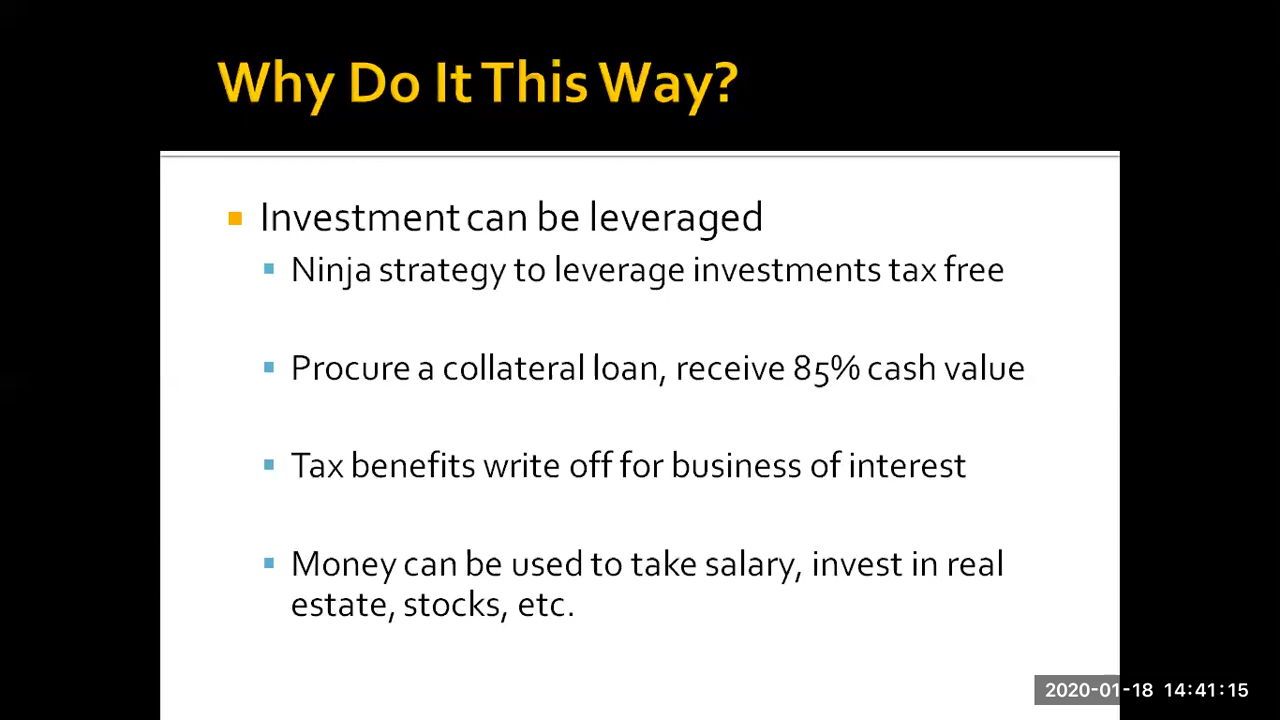 Why Do It This Way?
Investment can be leveraged
Ninja strategy to leverage investments tax free
Procure a collateral loan, receive 85% cash value
Tax benefits write off for business of interest
Money can be used to take salary, invest in real
estate, stocks, etc.
2020-01-18 14:41:15